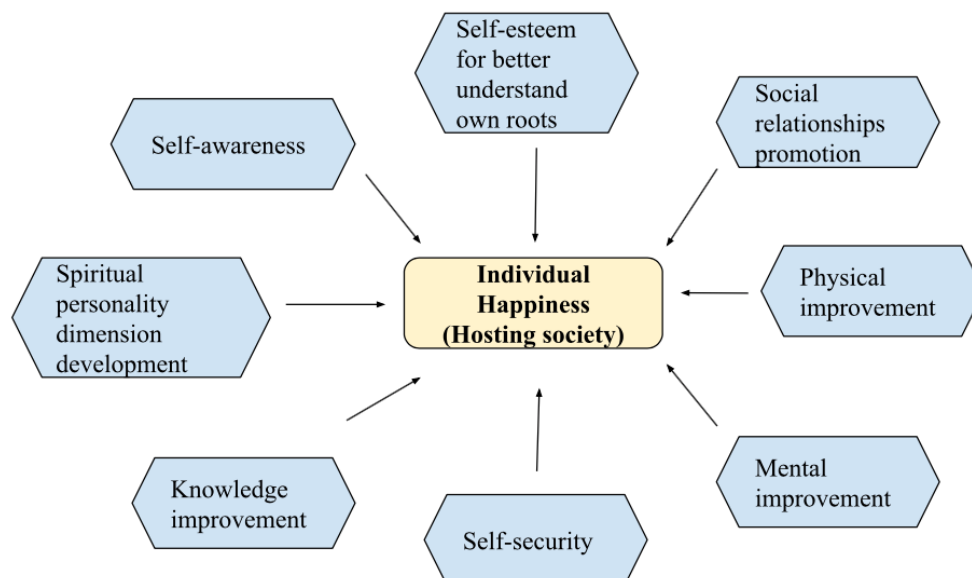 Self-esteem
for better
understand
own roots
Social
relationships
promotion
Self-awareness
Individual
Happiness
(Hosting society)
Spiritual
personality
dimension
development
Physical
improvement
Knowledge
improvement
Self-security
Mental
improvement